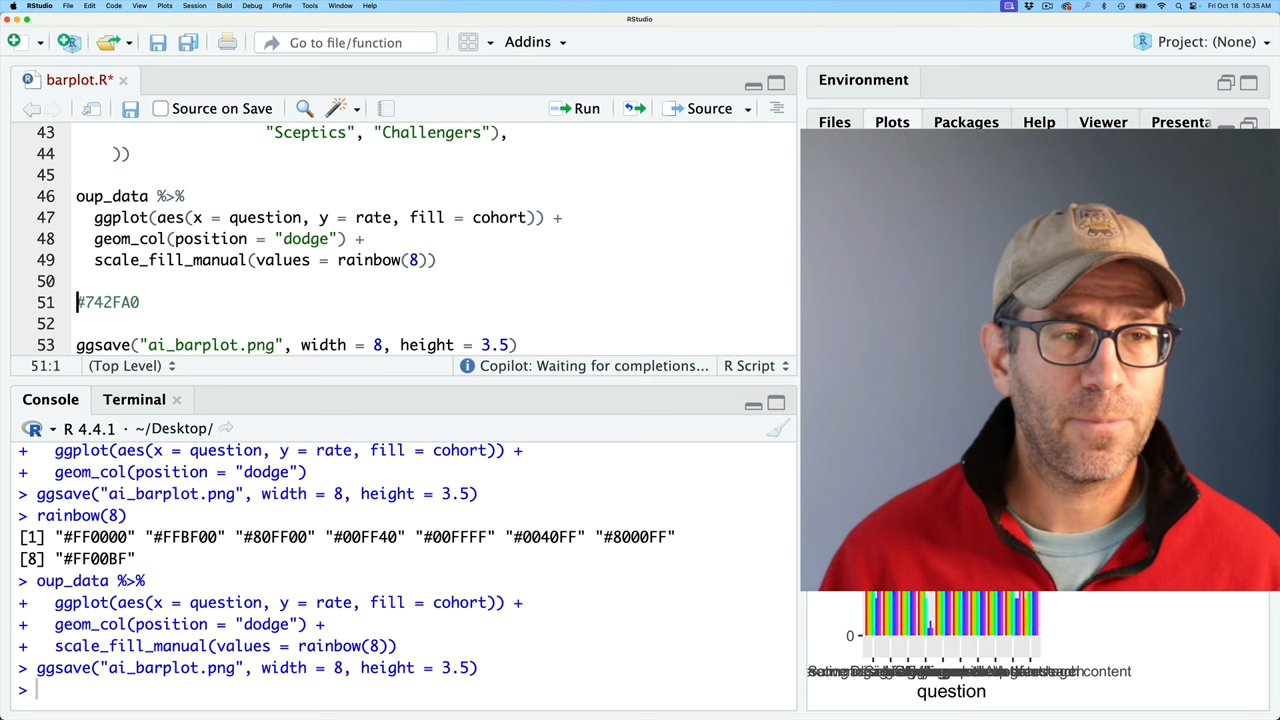 RStudio File Edit Code View Plots Session Build Debug Profile Tools Window Help Fri Oct 18 10:35 AM
RStudio
Go to file/function Addins Project: (None)
barplot.R*
Source on Save Run Source
43 "Sceptics", "Challengers"),
44 ))
45
46 oup_data %>%
47 ggplot(aes(x = question, y = rate, fill = cohort)) +
48 geom_col(position = "dodge") +
49 scale_fill_manual(values = rainbow(8))
50
51 #742FA0
52
53 ggsave("ai_barplot.png", width = 8, height = 3.5)
51:1 (Top Level) Copilot: Waiting for completions... R Script
Console Terminal
R 4.4.1 · ~/Desktop/
+ ggplot(aes(x = question, y = rate, fill = cohort)) +
+ geom_col(position = "dodge")
> ggsave("ai_barplot.png", width = 8, height = 3.5)
> rainbow(8)
[1] "#FF0000" "#FFBF00" "#80FF00" "#00FF40" "#00FFFF" "#0040FF" "#8000FF"
[8] "#FF00BF"
> oup_data %>%
+ ggplot(aes(x = question, y = rate, fill = cohort)) +
+ geom_col(position = "dodge") +
+ scale_fill_manual(values = rainbow(8))
> ggsave("ai_barplot.png", width = 8, height = 3.5)
>
Environment
Files Plots Packages Help Viewer Presenta
0
content
question